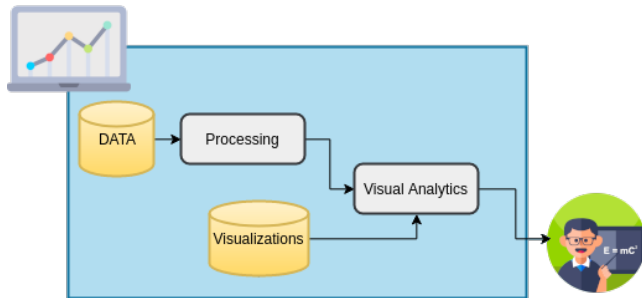 DATA
Processing
Visual Analytics
Visualizations
E = mC²